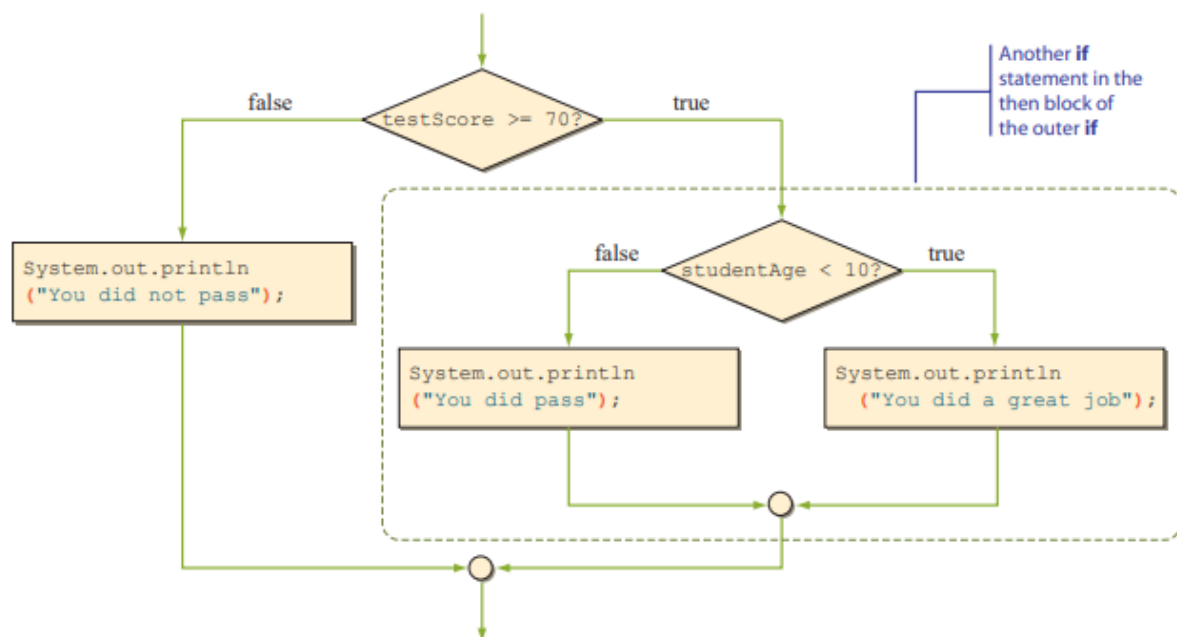 Another if
statement in the
then block of
the outer if
false
testScore >= 70?
true
System.out.println
("You did not pass");
false
studentAge < 10?
true
System.out.println
("You did pass");
System.out.println
("You did a great job");